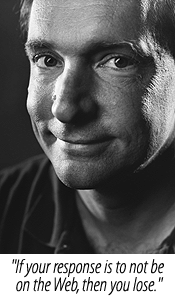 "If your response is to not be
on the Web, then you lose."